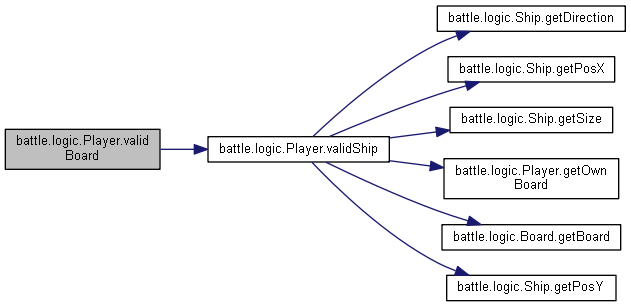 battle.logic.Player.valid
Board
battle.logic.Player.validShip
battle.logic.Ship.getDirection
battle.logic.Ship.getPosX
battle.logic.Ship.getSize
battle.logic.Player.getOwn
Board
battle.logic.Board.getBoard
battle.logic.Ship.getPosY